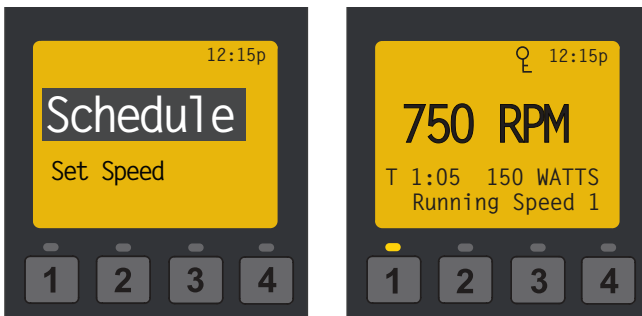 12:15p
Schedule
Set Speed
1 2 3 4
12:15p
750 RPM
T 1:05 150 WATTS
Running Speed 1
1 2 3 4